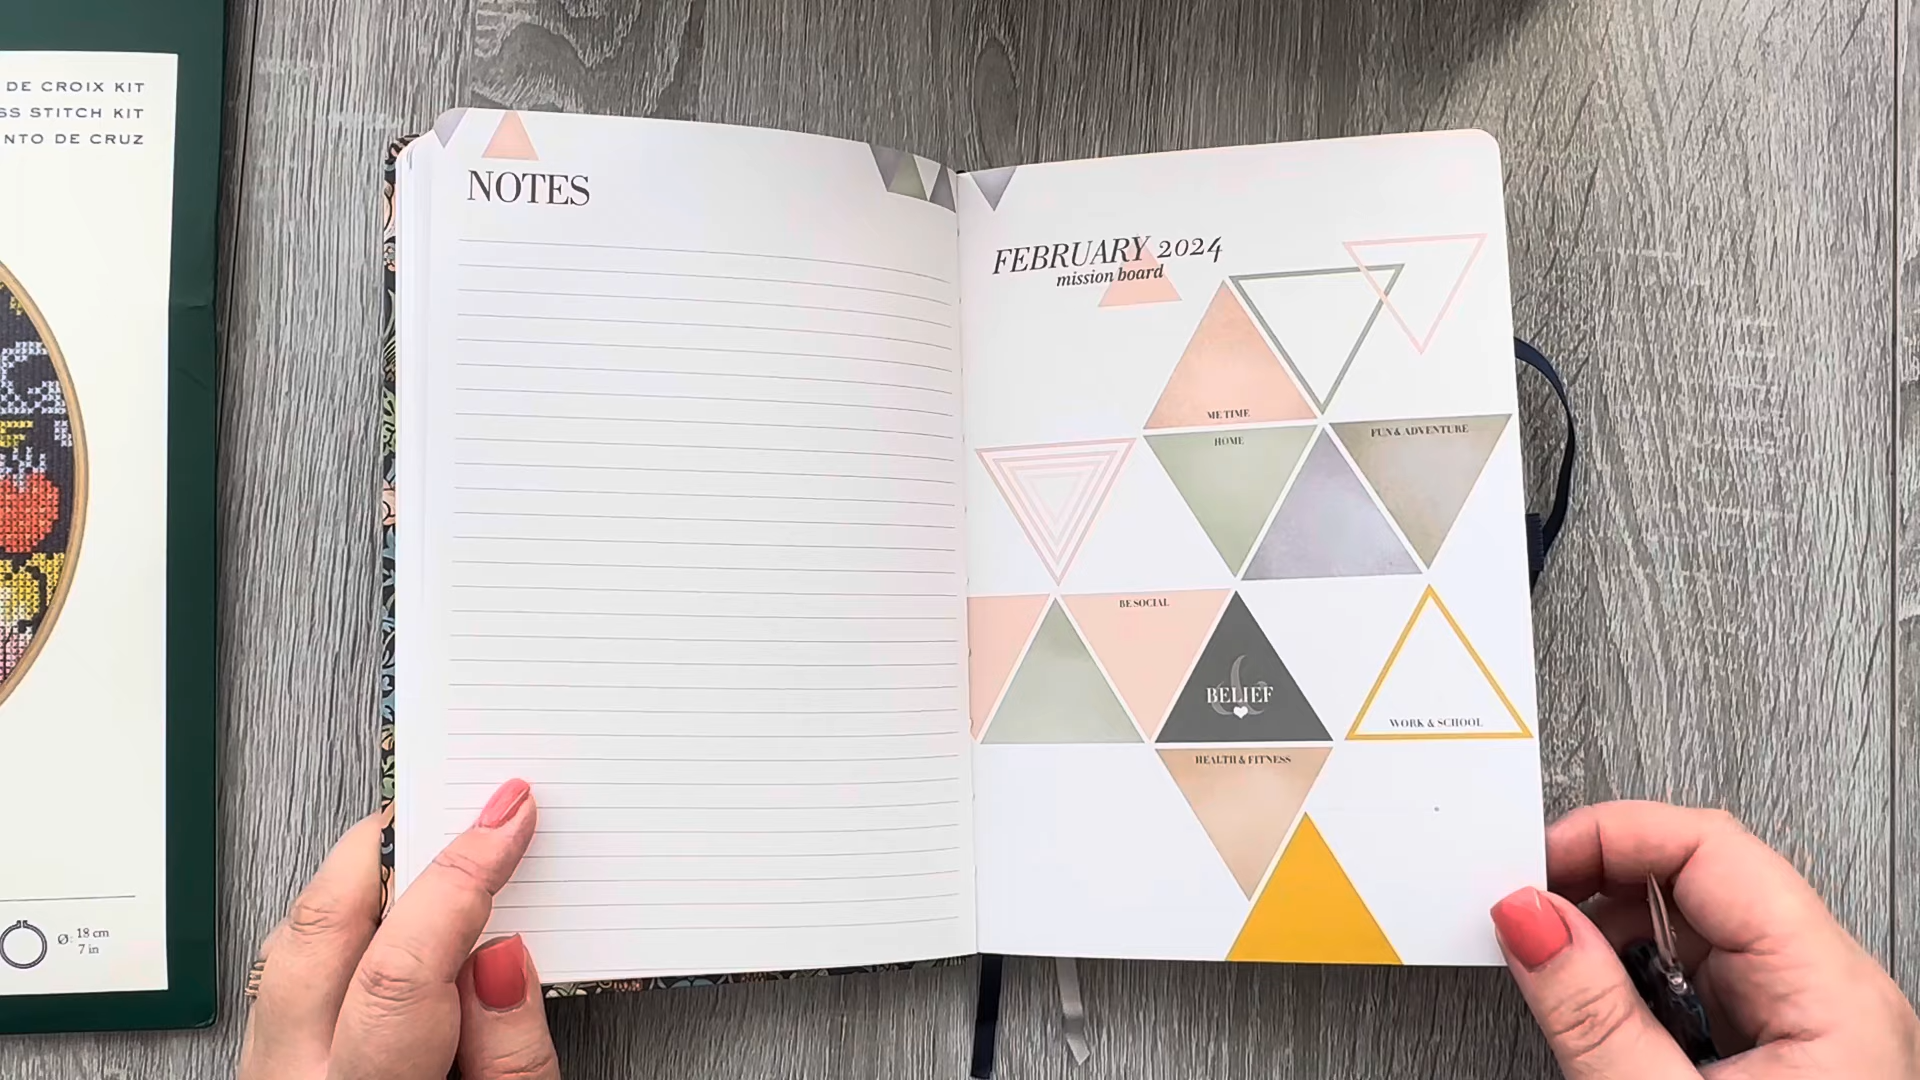 DE CROIX KIT
SS STITCH KIT
NTO DE CRUZ
Ø: 18 cm
7 in
NOTES
FEBRUARY 2024
mission board
ME TIME
HOME
FUN & ADVENTURE
BE SOCIAL
&
BELIEF
WORK & SCHOOL
HEALTH & FITNESS